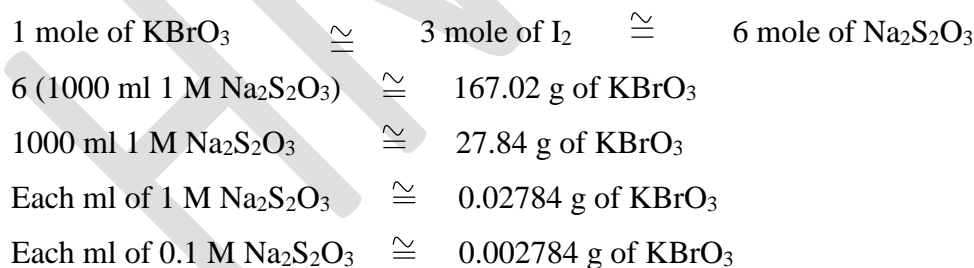 1 mole of KBrO₃ ≅ 3 mole of I₂ ≅ 6 mole of Na₂S₂O₃
6 (1000 ml 1 M Na₂S₂O₃) ≅ 167.02 g of KBrO₃
1000 ml 1 M Na₂S₂O₃ ≅ 27.84 g of KBrO₃
Each ml of 1 M Na₂S₂O₃ ≅ 0.02784 g of KBrO₃
Each ml of 0.1 M Na₂S₂O₃ ≅ 0.002784 g of KBrO₃